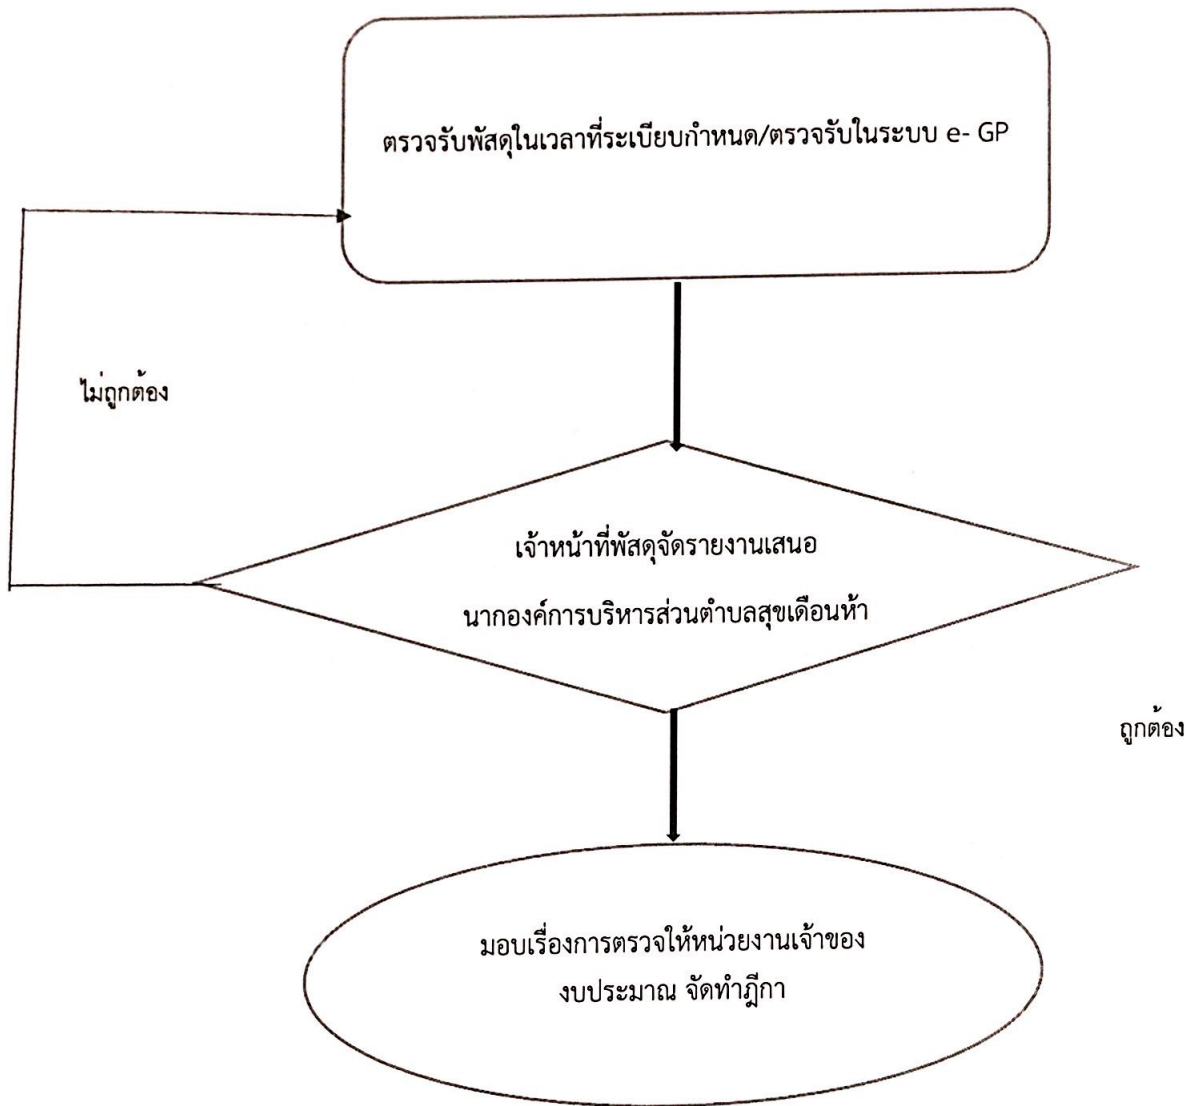 ตรวจรับพัสดุในเวลาที่ระเบียบกำหนด/ตรวจรับในระบบ e- GP
ไม่ถูกต้อง
เจ้าหน้าที่พัสดุจัดรายงานเสนอ
นากองค์การบริหารส่วนตำบลสุขเดือนห้า
ถูกต้อง
มอบเรื่องการตรวจให้หน่วยงานเจ้าของ
งบประมาณ จัดทำฎีกา